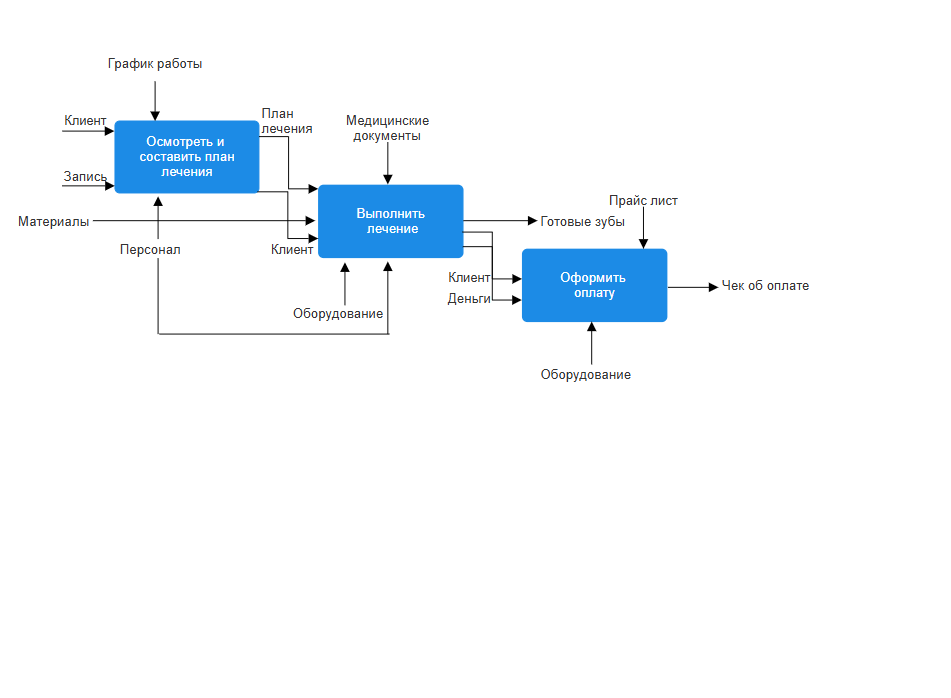 График работы
Клиент
Запись
Осмотреть и
составить план
лечения
План
лечения
Медицинские
документы
Материалы
Персонал
Выполнить
лечение
Клиент
Оборудование
Готовые зубы
Прайс лист
Клиент
Деньги
Оформить
оплату
Чек об оплате
Оборудование